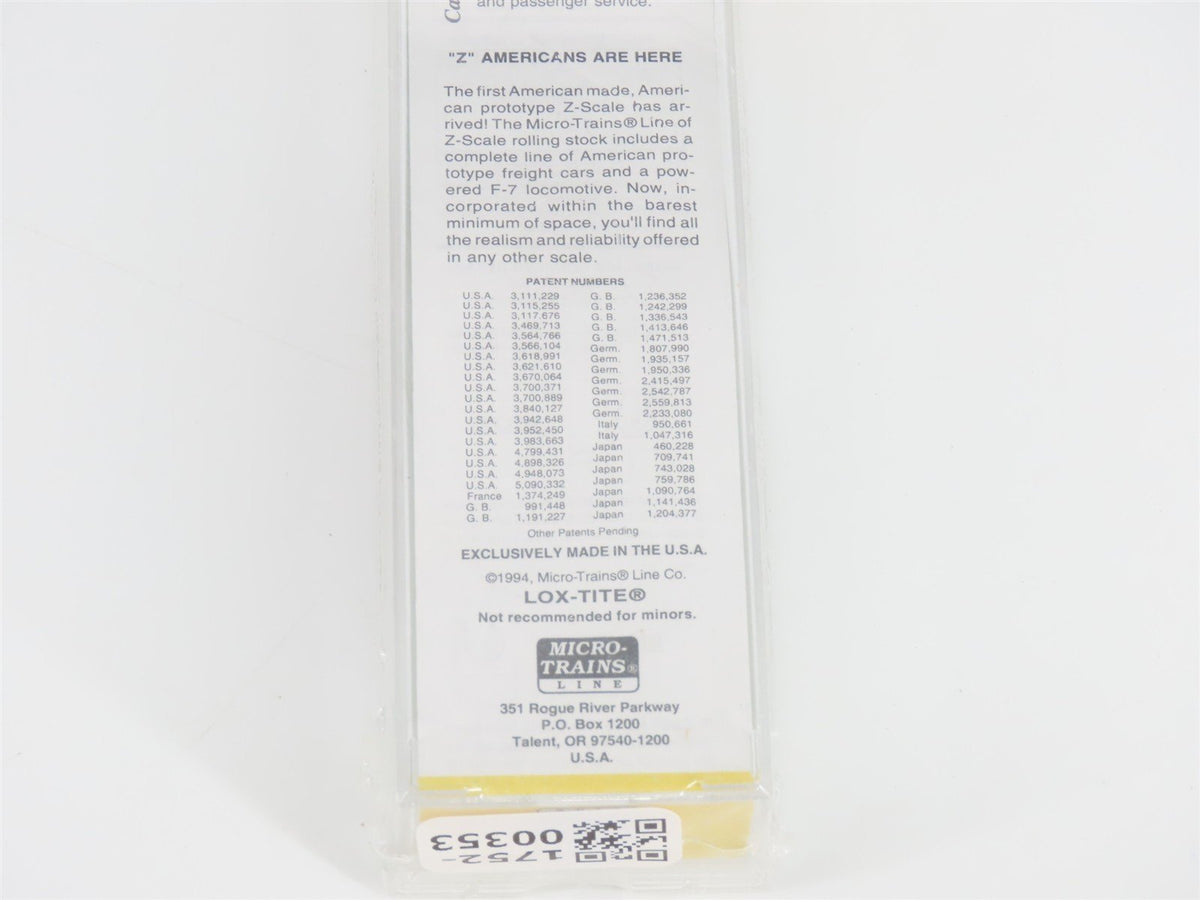 Ca
and passenger service.
"Z" AMERICANS ARE HERE
The first American made, Ameri-
can prototype Z-Scale has ar-
rived! The Micro-Trains® Line of
Z-Scale rolling stock includes a
complete line of American pro-
totype freight cars and a pow-
ered F-7 locomotive. Now, in-
corporated within the barest
minimum of space, you'll find all
the realism and reliability offered
in any other scale.
PATENT NUMBERS
U.S.A. 3,111,229 G. B. 1,236,352
U.S.A. 3,115,255 G. B. 1,242,299
U.S.A. 3,117,676 G. B. 1,336,543
U.S.A. 3,469,713 G. B. 1,413,646
U.S.A. 3,564,766 G. B. 1,471,513
U.S.A. 3,566,104 Germ. 1,807,990
U.S.A. 3,618,991 Germ. 1,935,157
U.S.A. 3,621,610 Germ. 1,950,336
U.S.A. 3,670,064 Germ. 2,415,497
U.S.A. 3,700,371 Germ. 2,542,787
U.S.A. 3,700,889 Germ. 2,559,813
U.S.A. 3,840,127 Germ. 2,233,080
U.S.A. 3,942,648 Italy 950,661
U.S.A. 3,952,450 Italy 1,047,316
U.S.A. 3,983,663 Japan 460,228
U.S.A. 4,799,431 Japan 709,741
U.S.A. 4,898,326 Japan 743,028
U.S.A. 4,948,073 Japan 759,786
U.S.A. 5,090,332 Japan 1,090,764
France 1,374,249 Japan 1,141,436
G. B. 991,448 Japan 1,204,377
G. B. 1,191,227
Other Patents Pending
EXCLUSIVELY MADE IN THE U.S.A.
©1994, Micro-Trains® Line Co.
LOX-TITE®
Not recommended for minors.
MICRO-
TRAINS®
LINE
351 Rogue River Parkway
P.O. Box 1200
Talent, OR 97540-1200
U.S.A.
1752-
00353